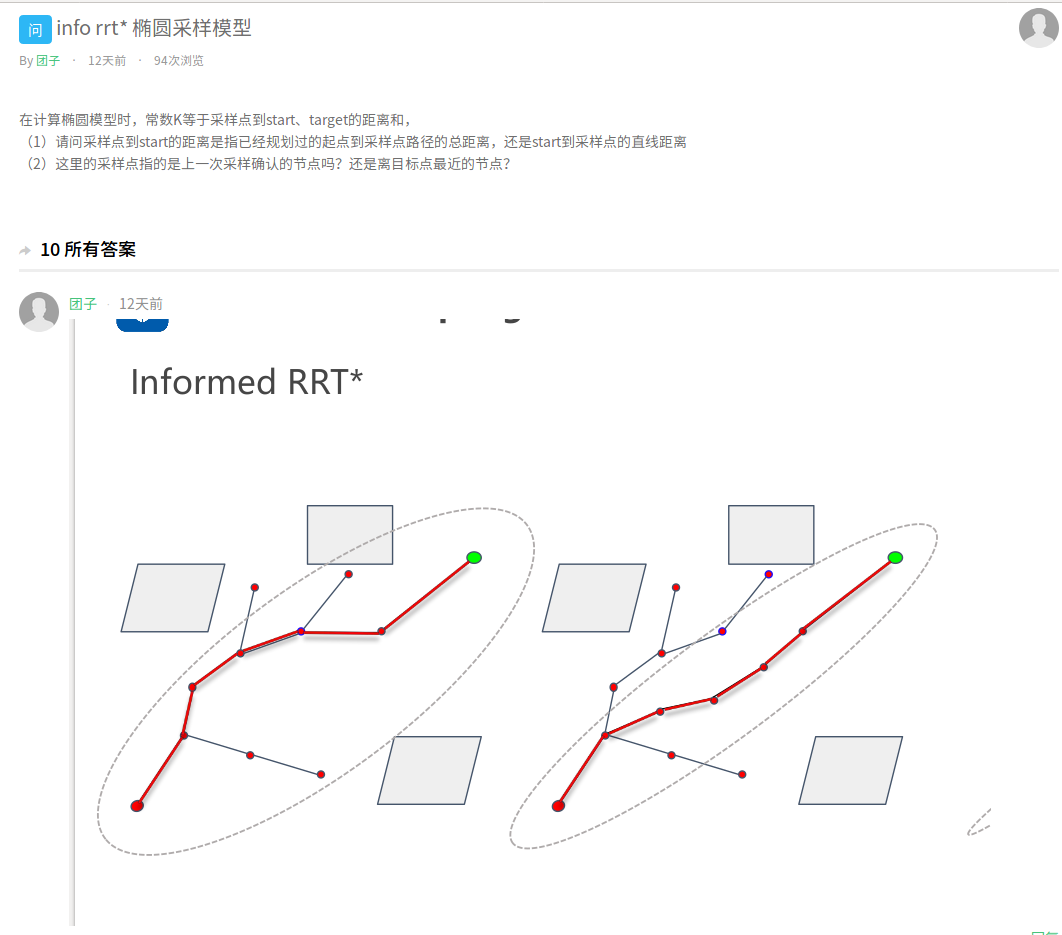 问 info rrt* 椭圆采样模型
By 团子 · 12天前 · 94次浏览
在计算椭圆模型时，常数K等于采样点到start、target的距离和，
（1）请问采样点到start的距离是指已经规划过的起点到采样点路径的总距离，还是start到采样点的直线距离
（2）这里的采样点指的是上一次采样确认的节点吗？还是离目标点最近的节点？
10 所有答案
团子 · 12天前
Informed RRT*